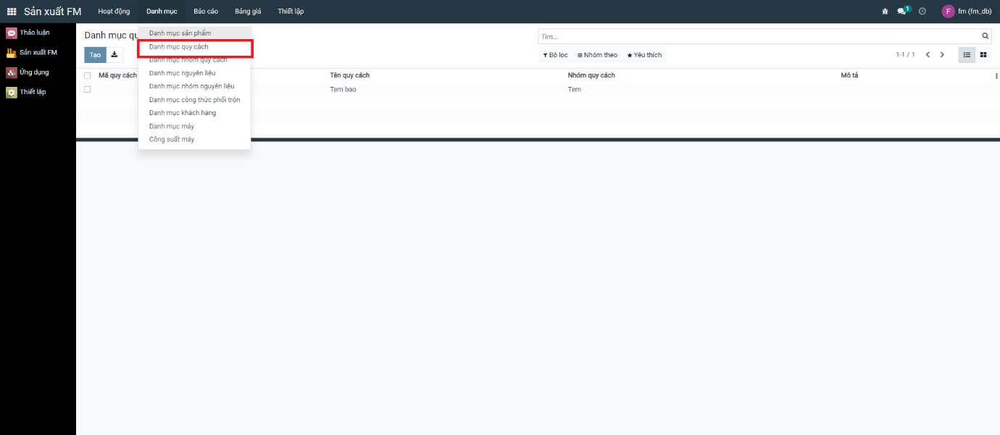 Sản xuất FM Hoạt động Danh mục Báo cáo Bảng giá Thiết lập 1 F fm (fm_db)
Thảo luận
Sản xuất FM
Ứng dụng
Thiết lập
Danh mục qu
Tìm...
Tạo
Bộ lọc Nhóm theo Yêu thích 1-1 / 1
Danh mục sản phẩm
Danh mục quy cách
Danh mục nhóm quy cách
Danh mục nguyên liệu
Danh mục nhóm nguyên liệu
Danh mục công thức phối trộn
Danh mục khách hàng
Danh mục máy
Công suất máy
Mã quy cách Tên quy cách Nhóm quy cách Mô tả
Tem bao Tem